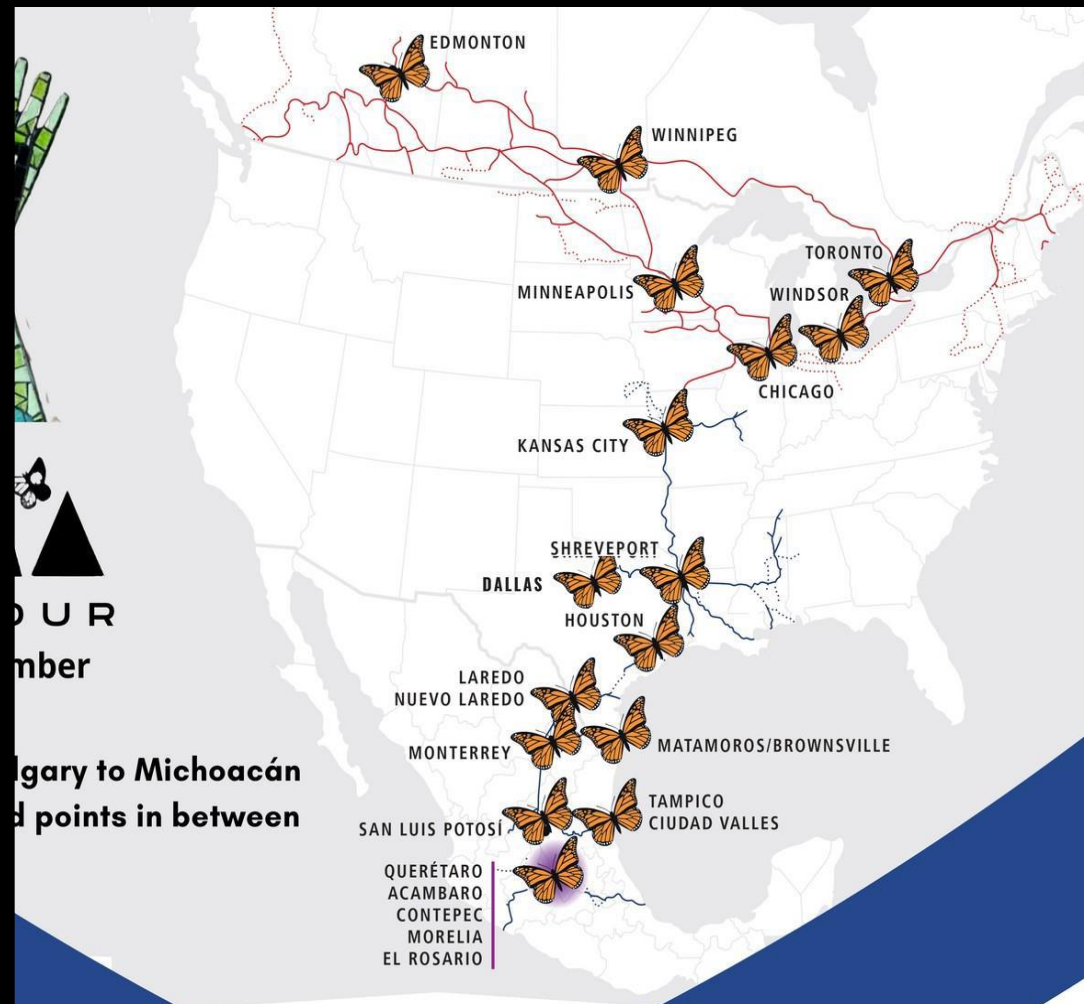 EDMONTON
WINNIPEG
TORONTO
MINNEAPOLIS
WINDSOR
CHICAGO
KANSAS CITY
SHREVEPORT
DALLAS
HOUSTON
OUR
mber
LAREDO
NUEVO LAREDO
MONTERREY
MATAMOROS/BROWNSVILLE
lgary to Michoacán
d points in between
TAMPICO
CIUDAD VALLES
SAN LUIS POTOSÍ
QUERÉTARO
ACAMBARO
CONTEPEC
MORELIA
EL ROSARIO